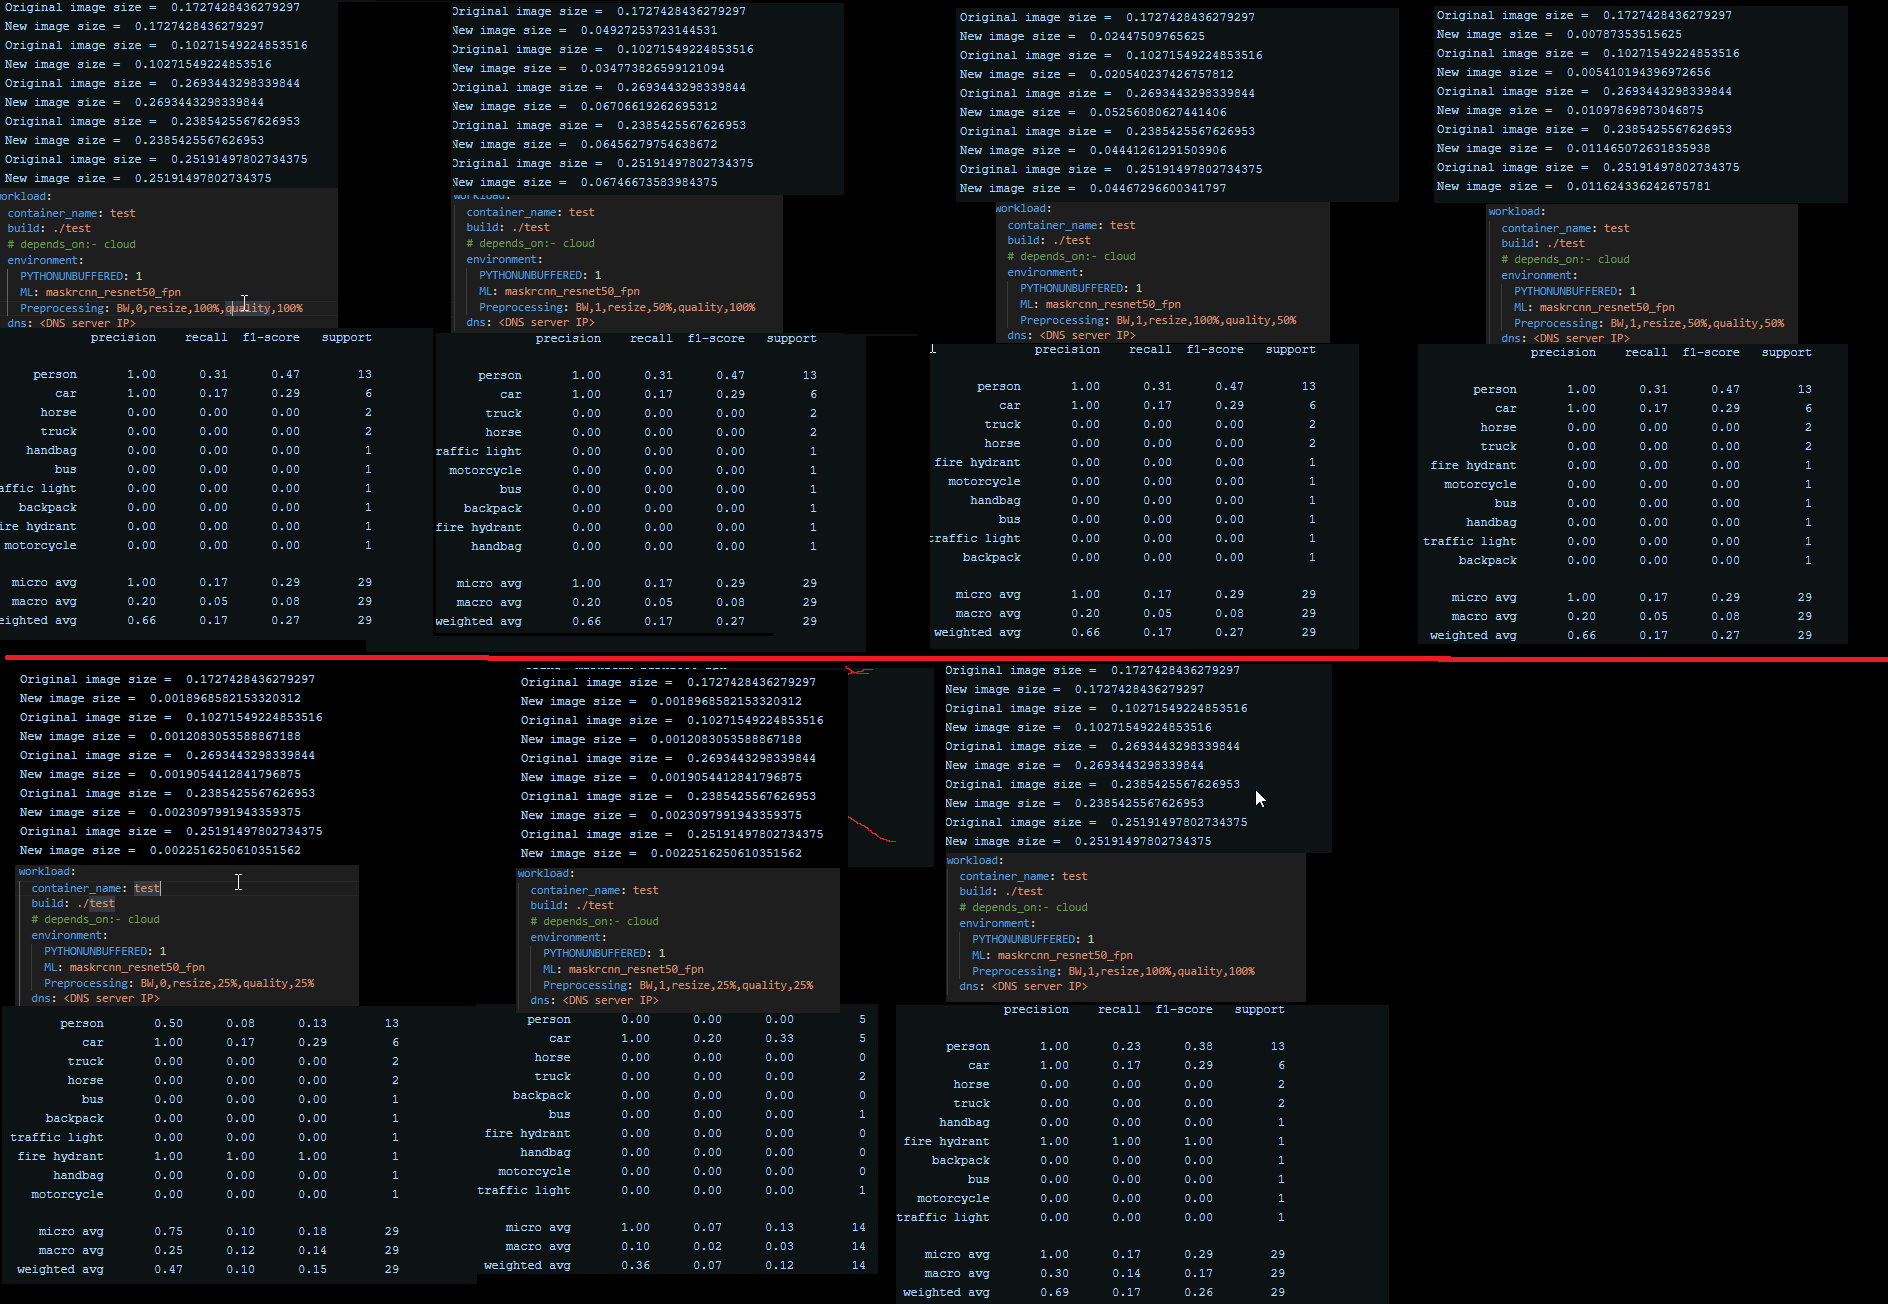 Original image size =  0.1727428436279297
New image size =  0.1727428436279297
Original image size =  0.10271549224853516
New image size =  0.10271549224853516
Original image size =  0.2693443298339844
New image size =  0.2693443298339844
Original image size =  0.2385425567626953
New image size =  0.2385425567626953
Original image size =  0.25191497802734375
New image size =  0.25191497802734375
orkload:
container_name: test
build: ./test
# depends_on:- cloud
environment:
PYTHONUNBUFFERED: 1
ML: maskrcnn_resnet50_fpn
Preprocessing: BW,0,resize,100%,quality,100%
dns: <DNS server IP>
precision recall f1-score support
person 1.00 0.31 0.47 13
car 1.00 0.17 0.29 6
horse 0.00 0.00 0.00 2
truck 0.00 0.00 0.00 2
handbag 0.00 0.00 0.00 1
bus 0.00 0.00 0.00 1
affic light 0.00 0.00 0.00 1
backpack 0.00 0.00 0.00 1
ire hydrant 0.00 0.00 0.00 1
motorcycle 0.00 0.00 0.00 1
micro avg 1.00 0.17 0.29 29
macro avg 0.20 0.05 0.08 29
eighted avg 0.66 0.17 0.27 29
Original image size =  0.1727428436279297
New image size =  0.04927253723144531
Original image size =  0.10271549224853516
New image size =  0.034773826599121094
Original image size =  0.2693443298339844
New image size =  0.06706619262695312
Original image size =  0.2385425567626953
New image size =  0.06456279754638672
Original image size =  0.25191497802734375
New image size =  0.06746673583984375
workload:
container_name: test
build: ./test
# depends_on:- cloud
environment:
PYTHONUNBUFFERED: 1
ML: maskrcnn_resnet50_fpn
Preprocessing: BW,1,resize,50%,quality,100%
dns: <DNS server IP>
precision recall f1-score support
person 1.00 0.31 0.47 13
car 1.00 0.17 0.29 6
truck 0.00 0.00 0.00 2
horse 0.00 0.00 0.00 2
raffic light 0.00 0.00 0.00 1
motorcycle 0.00 0.00 0.00 1
bus 0.00 0.00 0.00 1
backpack 0.00 0.00 0.00 1
fire hydrant 0.00 0.00 0.00 1
handbag 0.00 0.00 0.00 1
micro avg 1.00 0.17 0.29 29
macro avg 0.20 0.05 0.08 29
weighted avg 0.66 0.17 0.27 29
Original image size =  0.1727428436279297
New image size =  0.02447509765625
Original image size =  0.10271549224853516
New image size =  0.020540237426757812
Original image size =  0.2693443298339844
New image size =  0.05256080627441406
Original image size =  0.2385425567626953
New image size =  0.04441261291503906
Original image size =  0.25191497802734375
New image size =  0.04467296600341797
workload:
container_name: test
build: ./test
# depends_on:- cloud
environment:
PYTHONUNBUFFERED: 1
ML: maskrcnn_resnet50_fpn
Preprocessing: BW,1,resize,100%,quality,50%
dns: <DNS server IP>
precision recall f1-score support
person 1.00 0.31 0.47 13
car 1.00 0.17 0.29 6
truck 0.00 0.00 0.00 2
horse 0.00 0.00 0.00 2
fire hydrant 0.00 0.00 0.00 1
motorcycle 0.00 0.00 0.00 1
handbag 0.00 0.00 0.00 1
bus 0.00 0.00 0.00 1
traffic light 0.00 0.00 0.00 1
backpack 0.00 0.00 0.00 1
micro avg 1.00 0.17 0.29 29
macro avg 0.20 0.05 0.08 29
weighted avg 0.66 0.17 0.27 29
Original image size =  0.1727428436279297
New image size =  0.00787353515625
Original image size =  0.10271549224853516
New image size =  0.005410194396972656
Original image size =  0.2693443298339844
New image size =  0.01097869873046875
Original image size =  0.2385425567626953
New image size =  0.011465072631835938
Original image size =  0.25191497802734375
New image size =  0.011624336242675781
workload:
container_name: test
build: ./test
# depends_on:- cloud
environment:
PYTHONUNBUFFERED: 1
ML: maskrcnn_resnet50_fpn
Preprocessing: BW,1,resize,50%,quality,50%
dns: <DNS server IP>
precision recall f1-score support
person 1.00 0.31 0.47 13
car 1.00 0.17 0.29 6
horse 0.00 0.00 0.00 2
truck 0.00 0.00 0.00 2
fire hydrant 0.00 0.00 0.00 1
motorcycle 0.00 0.00 0.00 1
bus 0.00 0.00 0.00 1
handbag 0.00 0.00 0.00 1
traffic light 0.00 0.00 0.00 1
backpack 0.00 0.00 0.00 1
micro avg 1.00 0.17 0.29 29
macro avg 0.20 0.05 0.08 29
weighted avg 0.66 0.17 0.27 29
Original image size =  0.1727428436279297
New image size =  0.0018968582153320312
Original image size =  0.10271549224853516
New image size =  0.0012083053588867188
Original image size =  0.2693443298339844
New image size =  0.0019054412841796875
Original image size =  0.2385425567626953
New image size =  0.0023097991943359375
Original image size =  0.25191497802734375
New image size =  0.0022516250610351562
workload:
container_name: test
build: ./test
# depends_on:- cloud
environment:
PYTHONUNBUFFERED: 1
ML: maskrcnn_resnet50_fpn
Preprocessing: BW,0,resize,25%,quality,25%
dns: <DNS server IP>
person 0.50 0.08 0.13 13
car 1.00 0.17 0.29 6
truck 0.00 0.00 0.00 2
horse 0.00 0.00 0.00 2
bus 0.00 0.00 0.00 1
backpack 0.00 0.00 0.00 1
traffic light 0.00 0.00 0.00 1
fire hydrant 1.00 1.00 1.00 1
handbag 0.00 0.00 0.00 1
motorcycle 0.00 0.00 0.00 1
micro avg 0.75 0.10 0.18 29
macro avg 0.25 0.12 0.14 29
weighted avg 0.47 0.10 0.15 29
Original image size =  0.1727428436279297
New image size =  0.0018968582153320312
Original image size =  0.10271549224853516
New image size =  0.0012083053588867188
Original image size =  0.2693443298339844
New image size =  0.0019054412841796875
Original image size =  0.2385425567626953
New image size =  0.0023097991943359375
Original image size =  0.25191497802734375
New image size =  0.0022516250610351562
workload:
container_name: test
build: ./test
# depends_on:- cloud
environment:
PYTHONUNBUFFERED: 1
ML: maskrcnn_resnet50_fpn
Preprocessing: BW,1,resize,25%,quality,25%
dns: <DNS server IP>
person 0.00 0.00 0.00 5
car 1.00 0.20 0.33 5
horse 0.00 0.00 0.00 0
truck 0.00 0.00 0.00 2
backpack 0.00 0.00 0.00 0
bus 0.00 0.00 0.00 1
fire hydrant 0.00 0.00 0.00 0
handbag 0.00 0.00 0.00 0
motorcycle 0.00 0.00 0.00 0
traffic light 0.00 0.00 0.00 1
micro avg 1.00 0.07 0.13 14
macro avg 0.10 0.02 0.03 14
weighted avg 0.36 0.07 0.12 14
Original image size =  0.1727428436279297
New image size =  0.1727428436279297
Original image size =  0.10271549224853516
New image size =  0.10271549224853516
Original image size =  0.2693443298339844
New image size =  0.2693443298339844
Original image size =  0.2385425567626953
New image size =  0.2385425567626953
Original image size =  0.25191497802734375
New image size =  0.25191497802734375
workload:
container_name: test
build: ./test
# depends_on:- cloud
environment:
PYTHONUNBUFFERED: 1
ML: maskrcnn_resnet50_fpn
Preprocessing: BW,1,resize,100%,quality,100%
dns: <DNS server IP>
precision recall f1-score support
person 1.00 0.23 0.38 13
car 1.00 0.17 0.29 6
horse 0.00 0.00 0.00 2
truck 0.00 0.00 0.00 2
handbag 0.00 0.00 0.00 1
fire hydrant 1.00 1.00 1.00 1
backpack 0.00 0.00 0.00 1
bus 0.00 0.00 0.00 1
motorcycle 0.00 0.00 0.00 1
traffic light 0.00 0.00 0.00 1
micro avg 1.00 0.17 0.29 29
macro avg 0.30 0.14 0.17 29
weighted avg 0.69 0.17 0.26 29